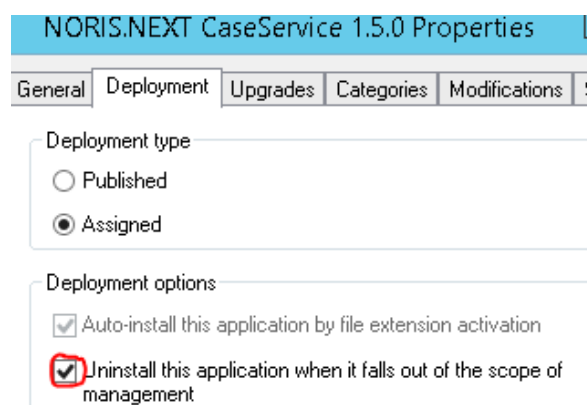 NORIS.NEXT CaseService 1.5.0 Properties
General Deployment Upgrades Categories Modifications
Deployment type
Published
Assigned
Deployment options
Auto-install this application by file extension activation
Uninstall this application when it falls out of the scope of
management